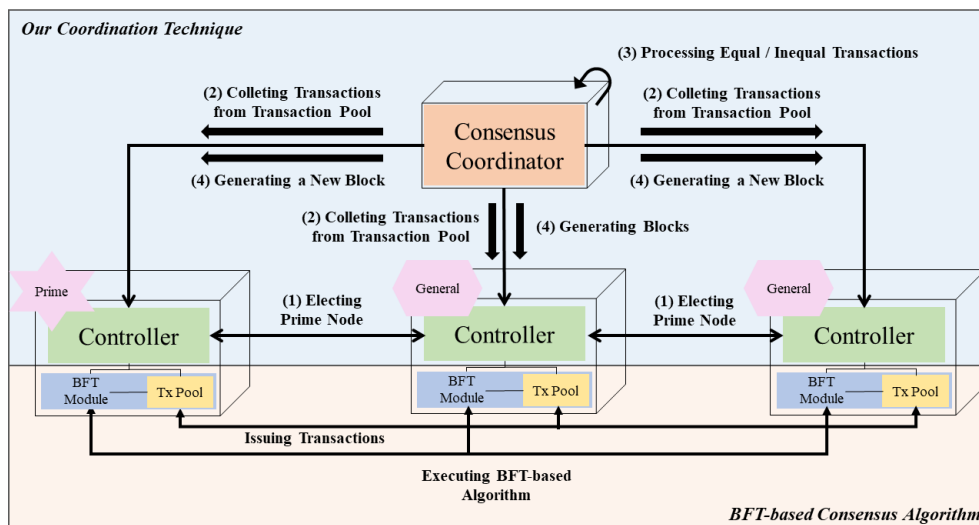 Our Coordination Technique
(3) Processing Equal / Inequal Transactions
(2) Colleting Transactions
from Transaction Pool
Consensus
Coordinator
(2) Colleting Transactions
from Transaction Pool
(4) Generating a New Block
(4) Generating a New Block
(2) Colleting Transactions
from Transaction Pool
(4) Generating Blocks
Prime
General
General
Controller
(1) Electing
Prime Node
Controller
(1) Electing
Prime Node
Controller
BFT
Module
Tx Pool
BFT
Module
Tx Pool
BFT
Module
Tx Pool
Issuing Transactions
Executing BFT-based
Algorithm
BFT-based Consensus Algorithm